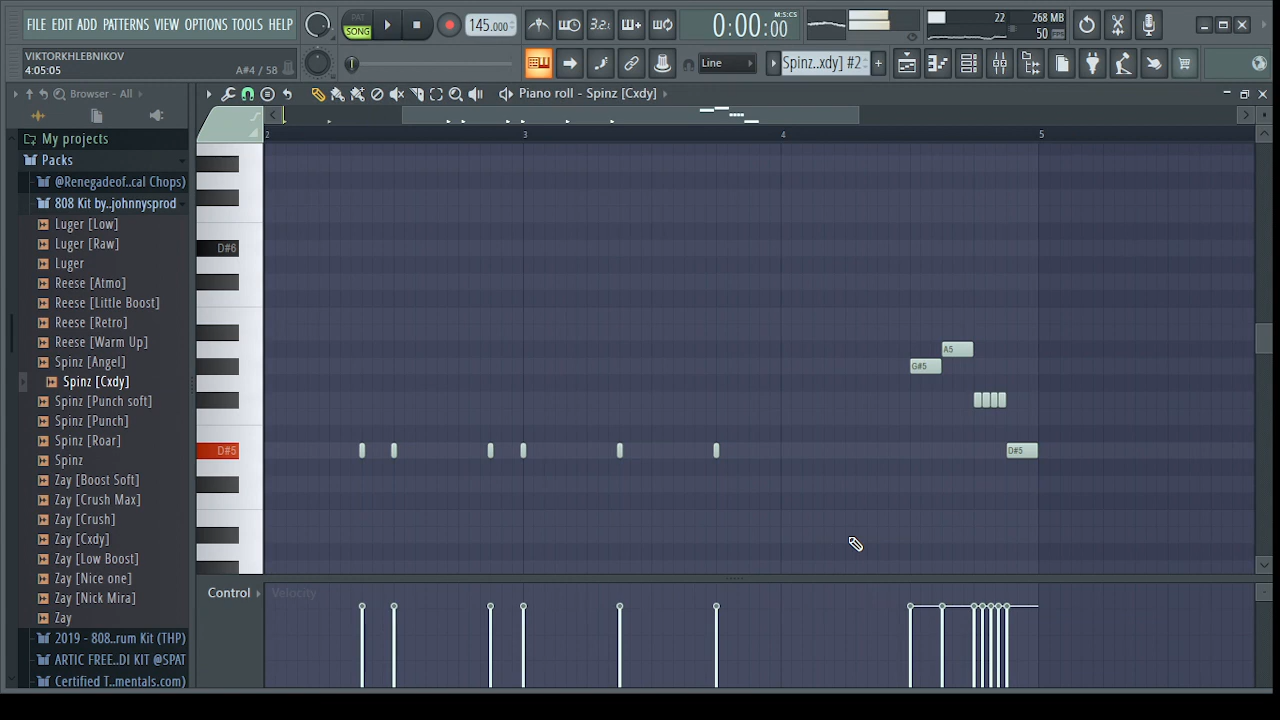 FILE EDIT ADD PATTERNS VIEW OPTIONS TOOLS HELP
PAT
SONG
145.000
3.2:
0:00:00
M:S:CS
22
268 MB
50
VIKTORKHLEBNIKOV
4:05:05
A#4 / 58
Line
Spinz..xdy] #2
Browser - All
Piano roll - Spinz [Cxdy]
2
3
4
5
My projects
Packs
@Renegadeof..cal Chops)
808 Kit by..johnnysprod
Luger [Low]
Luger [Raw]
Luger
Reese [Atmo]
Reese [Little Boost]
Reese [Retro]
Reese [Warm Up]
Spinz [Angel]
Spinz [Cxdy]
Spinz [Punch soft]
Spinz [Punch]
Spinz [Roar]
Spinz
Zay [Boost Soft]
Zay [Crush Max]
Zay [Crush]
Zay [Cxdy]
Zay [Low Boost]
Zay [Nice one]
Zay [Nick Mira]
Zay
2019 - 808..rum Kit (THP)
ARTIC FREE..DI KIT @SPAT
Certified T..mentals.com)
D#6
A5
G#5
D#5
D#5
Control
Velocity